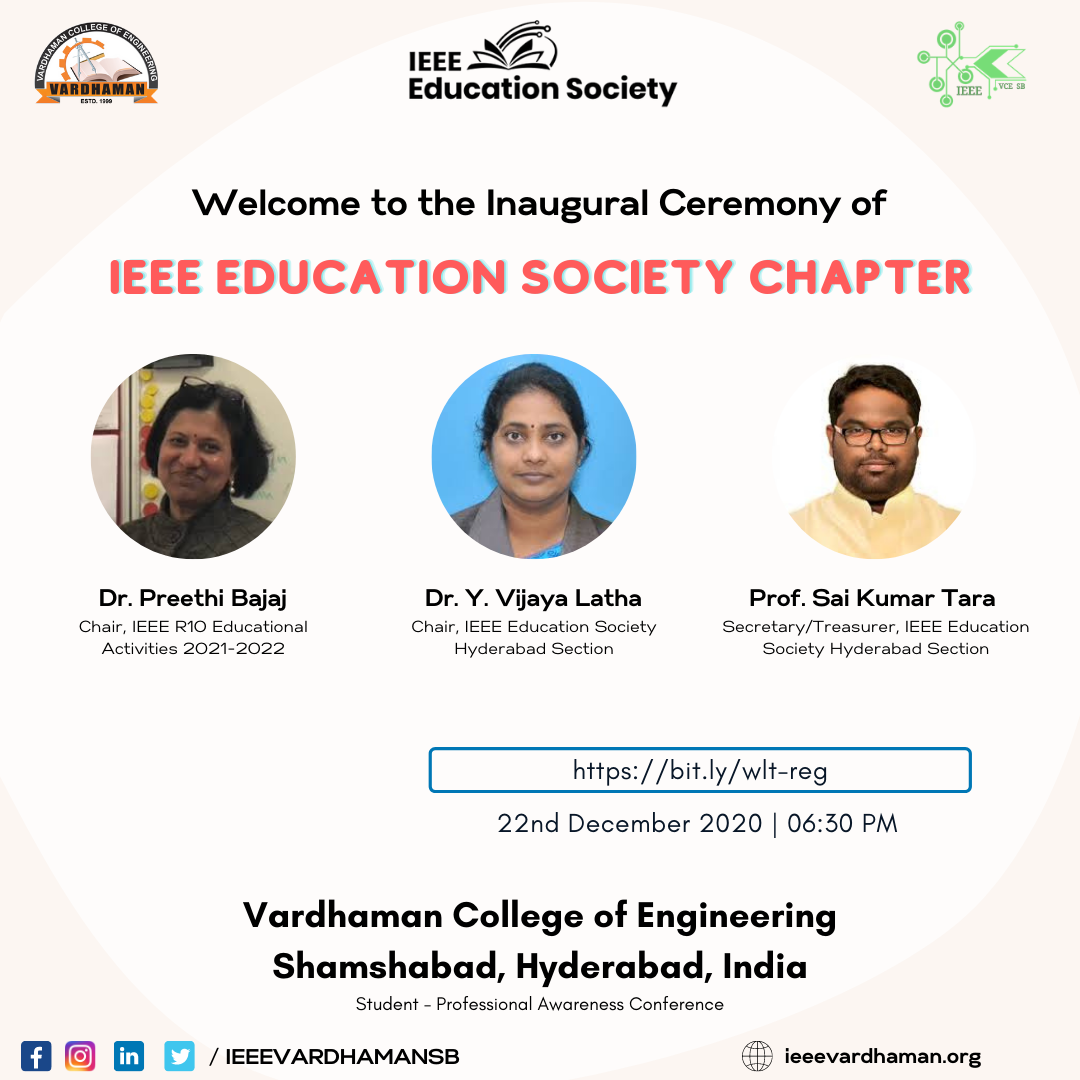 VARDHAMAN COLLEGE OF ENGINEERING
VARDHAMAN
ESTD. 1999
IEEE
Education Society
IEEE
VCE SB
Welcome to the Inaugural Ceremony of
IEEE EDUCATION SOCIETY CHAPTER
Dr. Preethi Bajaj
Chair, IEEE R10 Educational
Activities 2021-2022
Dr. Y. Vijaya Latha
Chair, IEEE Education Society
Hyderabad Section
Prof. Sai Kumar Tara
Secretary/Treasurer, IEEE Education
Society Hyderabad Section
https://bit.ly/wlt-reg
22nd December 2020 | 06:30 PM
Vardhaman College of Engineering
Shamshabad, Hyderabad, India
Student - Professional Awareness Conference
/ IEEEVARDHAMANSB
ieeevardhaman.org